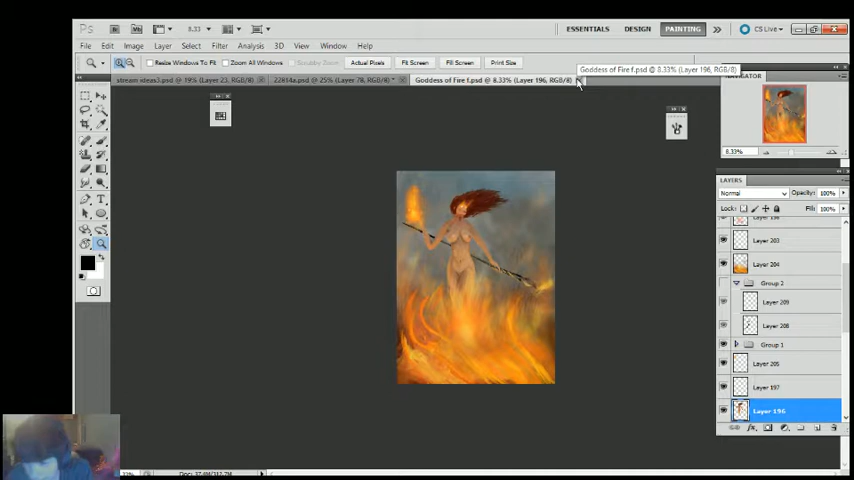 Ps Br Mb 8.33 ESSENTIALS DESIGN PAINTING CS Live
File Edit Image Layer Select Filter Analysis 3D View Window Help
Resize Windows To Fit Zoom All Windows Scrubby Zoom Actual Pixels Fit Screen Fill Screen Print Size
Goddess of Fire f.psd @ 8.33% (Layer 196, RGB/8)
stream ideas3.psd @ 19% (Layer 23, RGB/8) 22814a.psd @ 25% (Layer 78, RGB/8) * Goddess of Fire f.psd @ 8.33% (Layer 196, RGB/8)
NAVIGATOR
8.33%
LAYERS
Normal Opacity: 100%
Lock: Fill: 100%
Layer 203
Layer 204
Group 2
Layer 209
Layer 208
Group 1
Layer 205
Layer 197
Layer 196